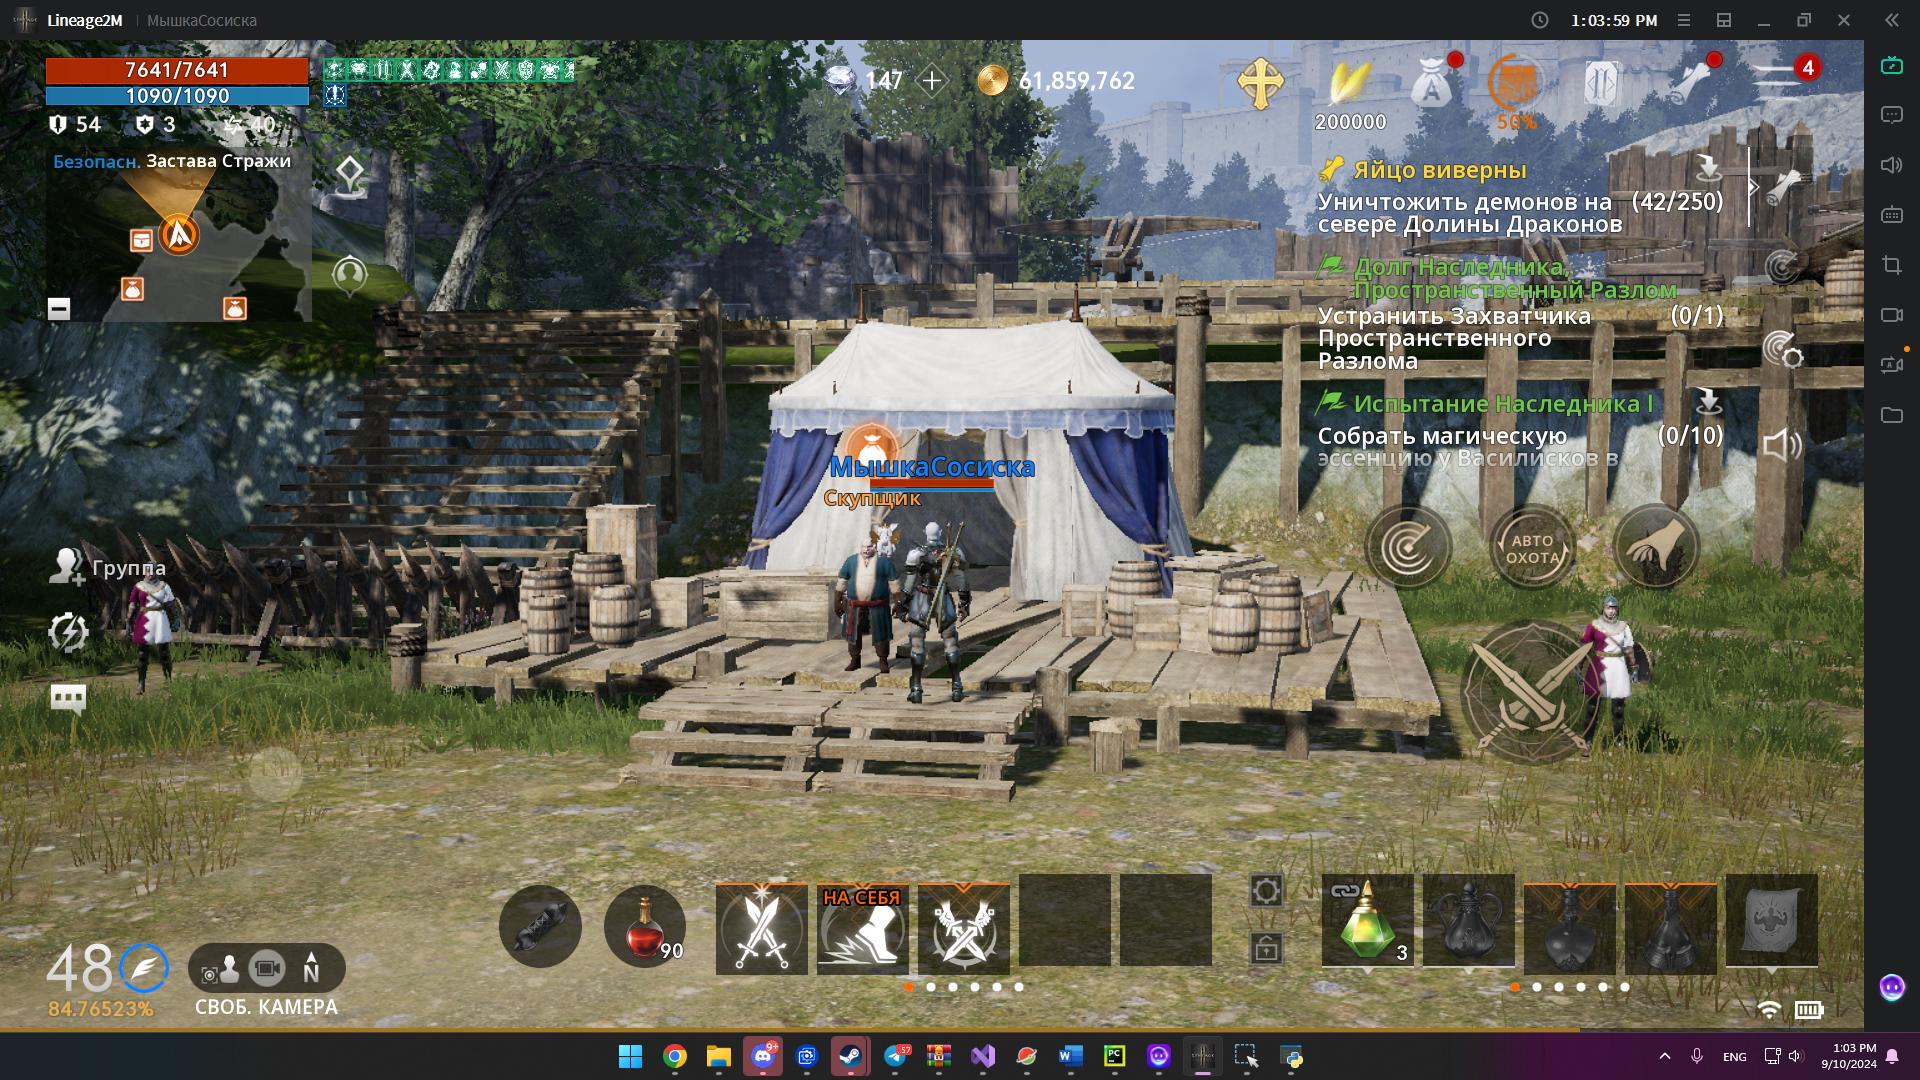 Lineage2M | МышкаСосиска
1:03:59 PM
7641/7641
1090/1090
54 3 40
147
61,859,762
200000
50%
4
Безопасн. Застава Стражи
Яйцо виверны
Уничтожить демонов на (42/250)
севере Долины Драконов
Долг Наследника,
Пространственный Разлом
Устранить Захватчика (0/1)
Пространственного
Разлома
Испытание Наследника I
Собрать магическую (0/10)
эссенцию у Василисков в
МышкаСосиска
Скупщик
АВТО
ОХОТА
Группа
НА СЕБЯ
90
3
48
84.76523%
N
СВОБ. КАМЕРА
9+
57
ENG
1:03 PM
9/10/2024